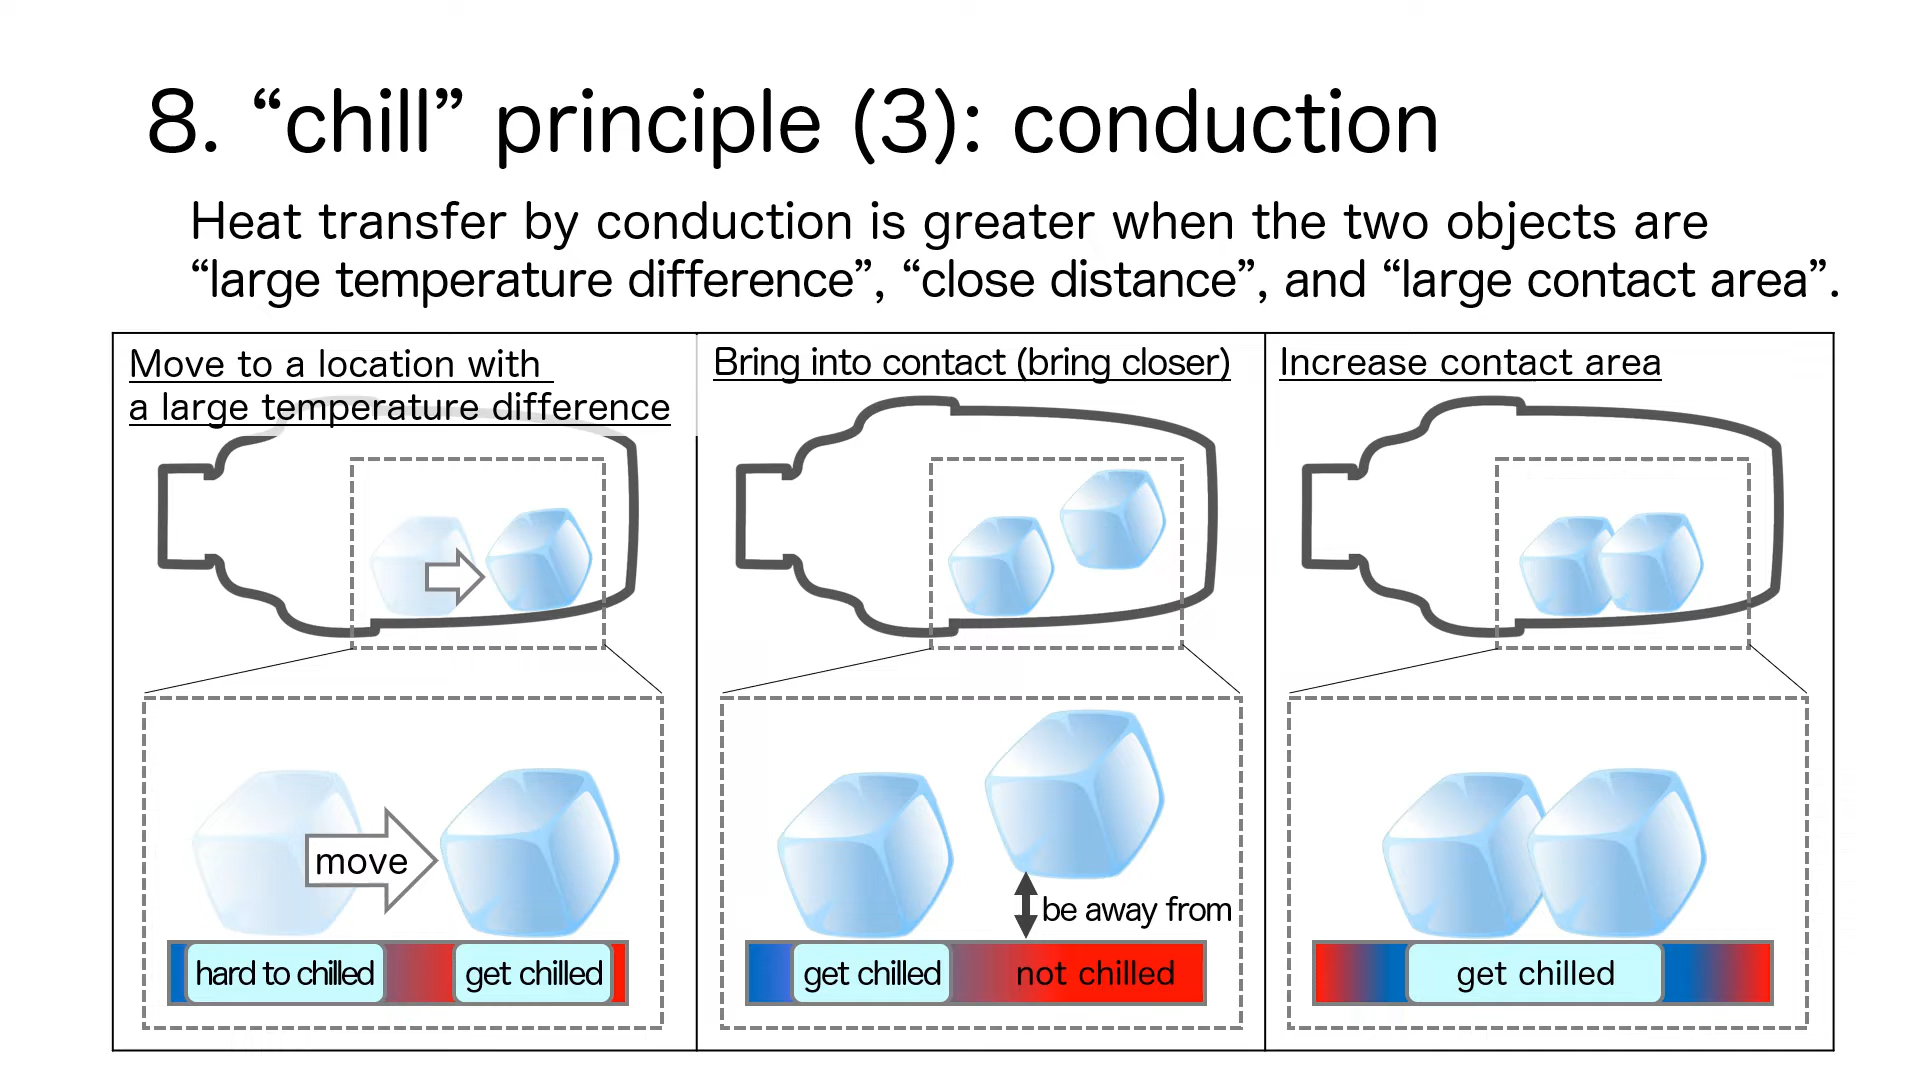 8. “chill” principle (3): conduction
Heat transfer by conduction is greater when the two objects are
“large temperature difference”, “close distance”, and “large contact area”.
Move to a location with
a large temperature difference
move
hard to chilled
get chilled
Bring into contact (bring closer)
be away from
get chilled
not chilled
Increase contact area
get chilled